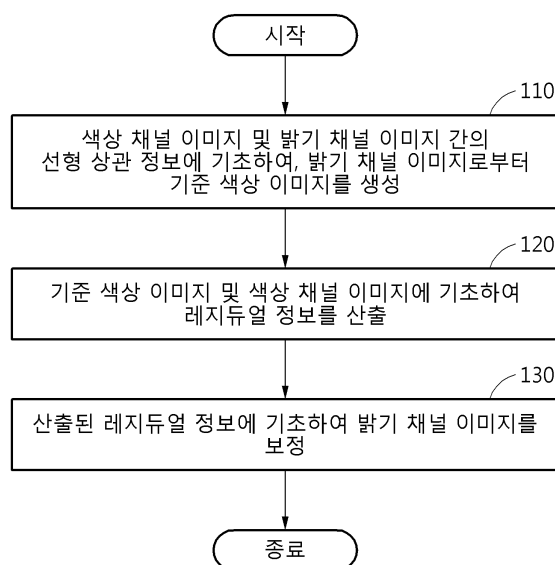 시작
110
색상 채널 이미지 및 밝기 채널 이미지 간의
선형 상관 정보에 기초하여, 밝기 채널 이미지로부터
기준 색상 이미지를 생성
120
기준 색상 이미지 및 색상 채널 이미지에 기초하여
레지듀얼 정보를 산출
130
산출된 레지듀얼 정보에 기초하여 밝기 채널 이미지를
보정
종료